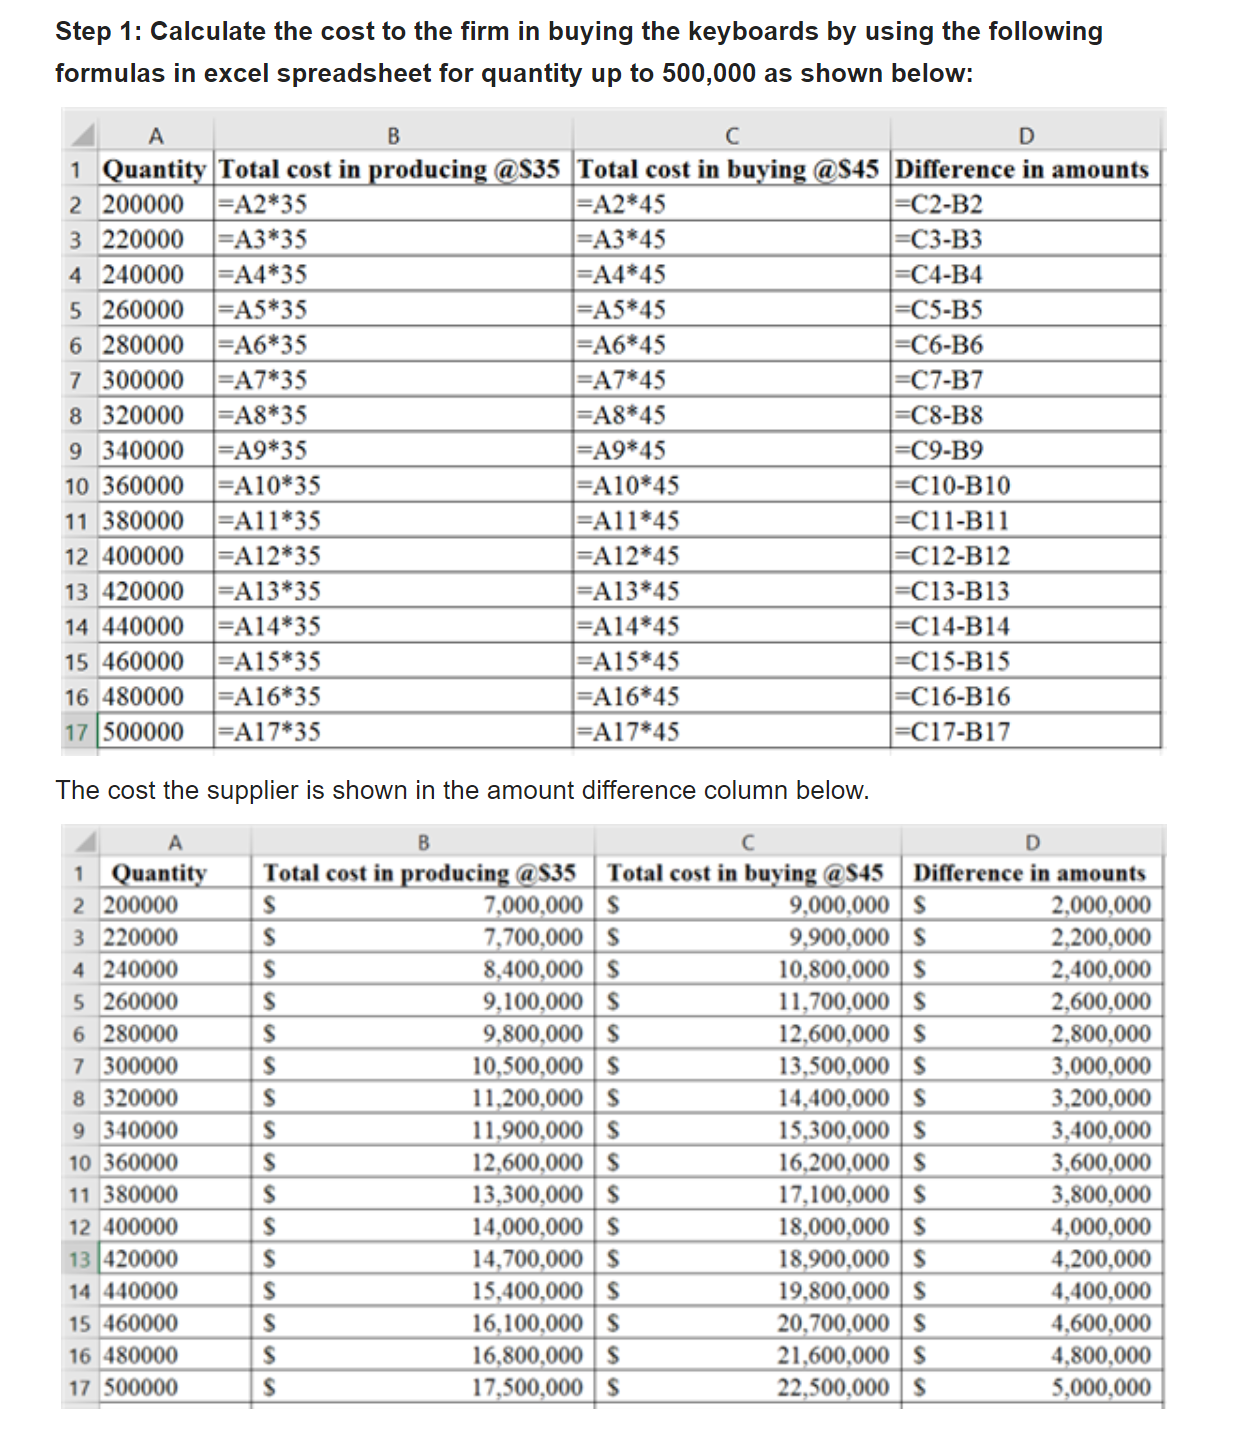 Step 1: Calculate the cost to the firm in buying the keyboards by using the following
formulas in excel spreadsheet for quantity up to 500,000 as shown below:
A B C D
1 Quantity Total cost in producing @$35 Total cost in buying @$45 Difference in amounts
2 200000 =A2*35 =A2*45 =C2-B2
3 220000 =A3*35 =A3*45 =C3-B3
4 240000 =A4*35 =A4*45 =C4-B4
5 260000 =A5*35 =A5*45 =C5-B5
6 280000 =A6*35 =A6*45 =C6-B6
7 300000 =A7*35 =A7*45 =C7-B7
8 320000 =A8*35 =A8*45 =C8-B8
9 340000 =A9*35 =A9*45 =C9-B9
10 360000 =A10*35 =A10*45 =C10-B10
11 380000 =A11*35 =A11*45 =C11-B11
12 400000 =A12*35 =A12*45 =C12-B12
13 420000 =A13*35 =A13*45 =C13-B13
14 440000 =A14*35 =A14*45 =C14-B14
15 460000 =A15*35 =A15*45 =C15-B15
16 480000 =A16*35 =A16*45 =C16-B16
17 500000 =A17*35 =A17*45 =C17-B17
The cost the supplier is shown in the amount difference column below.
A B C D
1 Quantity Total cost in producing @$35 Total cost in buying @$45 Difference in amounts
2 200000 $ 7,000,000 $ 9,000,000 $ 2,000,000
3 220000 $ 7,700,000 $ 9,900,000 $ 2,200,000
4 240000 $ 8,400,000 $ 10,800,000 $ 2,400,000
5 260000 $ 9,100,000 $ 11,700,000 $ 2,600,000
6 280000 $ 9,800,000 $ 12,600,000 $ 2,800,000
7 300000 $ 10,500,000 $ 13,500,000 $ 3,000,000
8 320000 $ 11,200,000 $ 14,400,000 $ 3,200,000
9 340000 $ 11,900,000 $ 15,300,000 $ 3,400,000
10 360000 $ 12,600,000 $ 16,200,000 $ 3,600,000
11 380000 $ 13,300,000 $ 17,100,000 $ 3,800,000
12 400000 $ 14,000,000 $ 18,000,000 $ 4,000,000
13 420000 $ 14,700,000 $ 18,900,000 $ 4,200,000
14 440000 $ 15,400,000 $ 19,800,000 $ 4,400,000
15 460000 $ 16,100,000 $ 20,700,000 $ 4,600,000
16 480000 $ 16,800,000 $ 21,600,000 $ 4,800,000
17 500000 $ 17,500,000 $ 22,500,000 $ 5,000,000